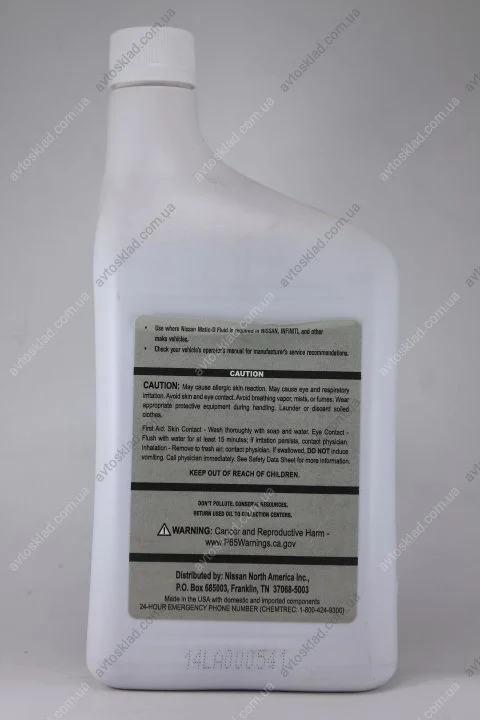 • Use where Nissan Matic-D Fluid is required in NISSAN, INFINITI, and other
make vehicles.
• Check your vehicle's operator's manual for manufacturer's service recommendations.
CAUTION
CAUTION: May cause allergic skin reaction. May cause eye and respiratory
irritation. Avoid skin and eye contact. Avoid breathing vapor, mists, or fumes. Wear
appropriate protective equipment during handling. Launder or discard soiled
clothes.
First Aid: Skin Contact - Wash thoroughly with soap and water. Eye Contact -
Flush with water for at least 15 minutes; if irritation persists, contact physician.
Inhalation - Remove to fresh air; contact physician. If swallowed, DO NOT induce
vomiting. Call physician immediately. See Safety Data Sheet for more information.
KEEP OUT OF REACH OF CHILDREN.
DON'T POLLUTE. CONSERVE RESOURCES.
RETURN USED OIL TO COLLECTION CENTERS.
WARNING: Cancer and Reproductive Harm -
www.P65Warnings.ca.gov
Distributed by: Nissan North America Inc.,
P.O. Box 685003, Franklin, TN 37068-5003
Made in the USA with domestic and imported components
24-HOUR EMERGENCY PHONE NUMBER (CHEMTREC: 1-800-424-9300)
avtosklad.com.ua